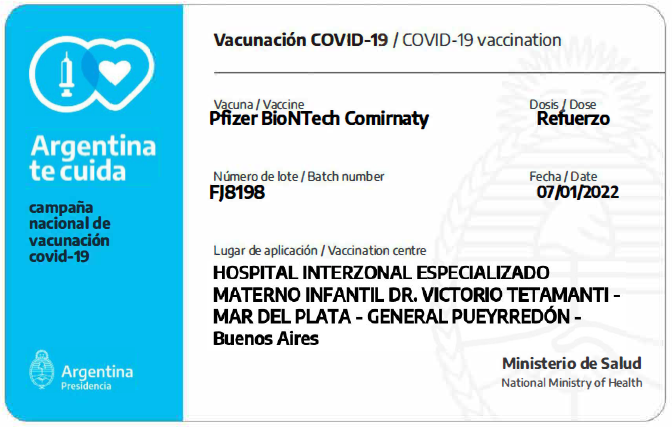 Vacunación COVID-19 / COVID-19 vaccination
Argentina
te cuida
campaña
nacional de
vacunación
covid-19
Argentina
Presidencia
Vacuna / Vaccine
Pfizer BioNTech Comirnaty
Dosis / Dose
Refuerzo
Número de lote / Batch number
FJ8198
Fecha / Date
07/01/2022
Lugar de aplicación / Vaccination centre
HOSPITAL INTERZONAL ESPECIALIZADO
MATERNO INFANTIL DR. VICTORIO TETAMANTI -
MAR DEL PLATA - GENERAL PUEYRREDÓN -
Buenos Aires
Ministerio de Salud
National Ministry of Health